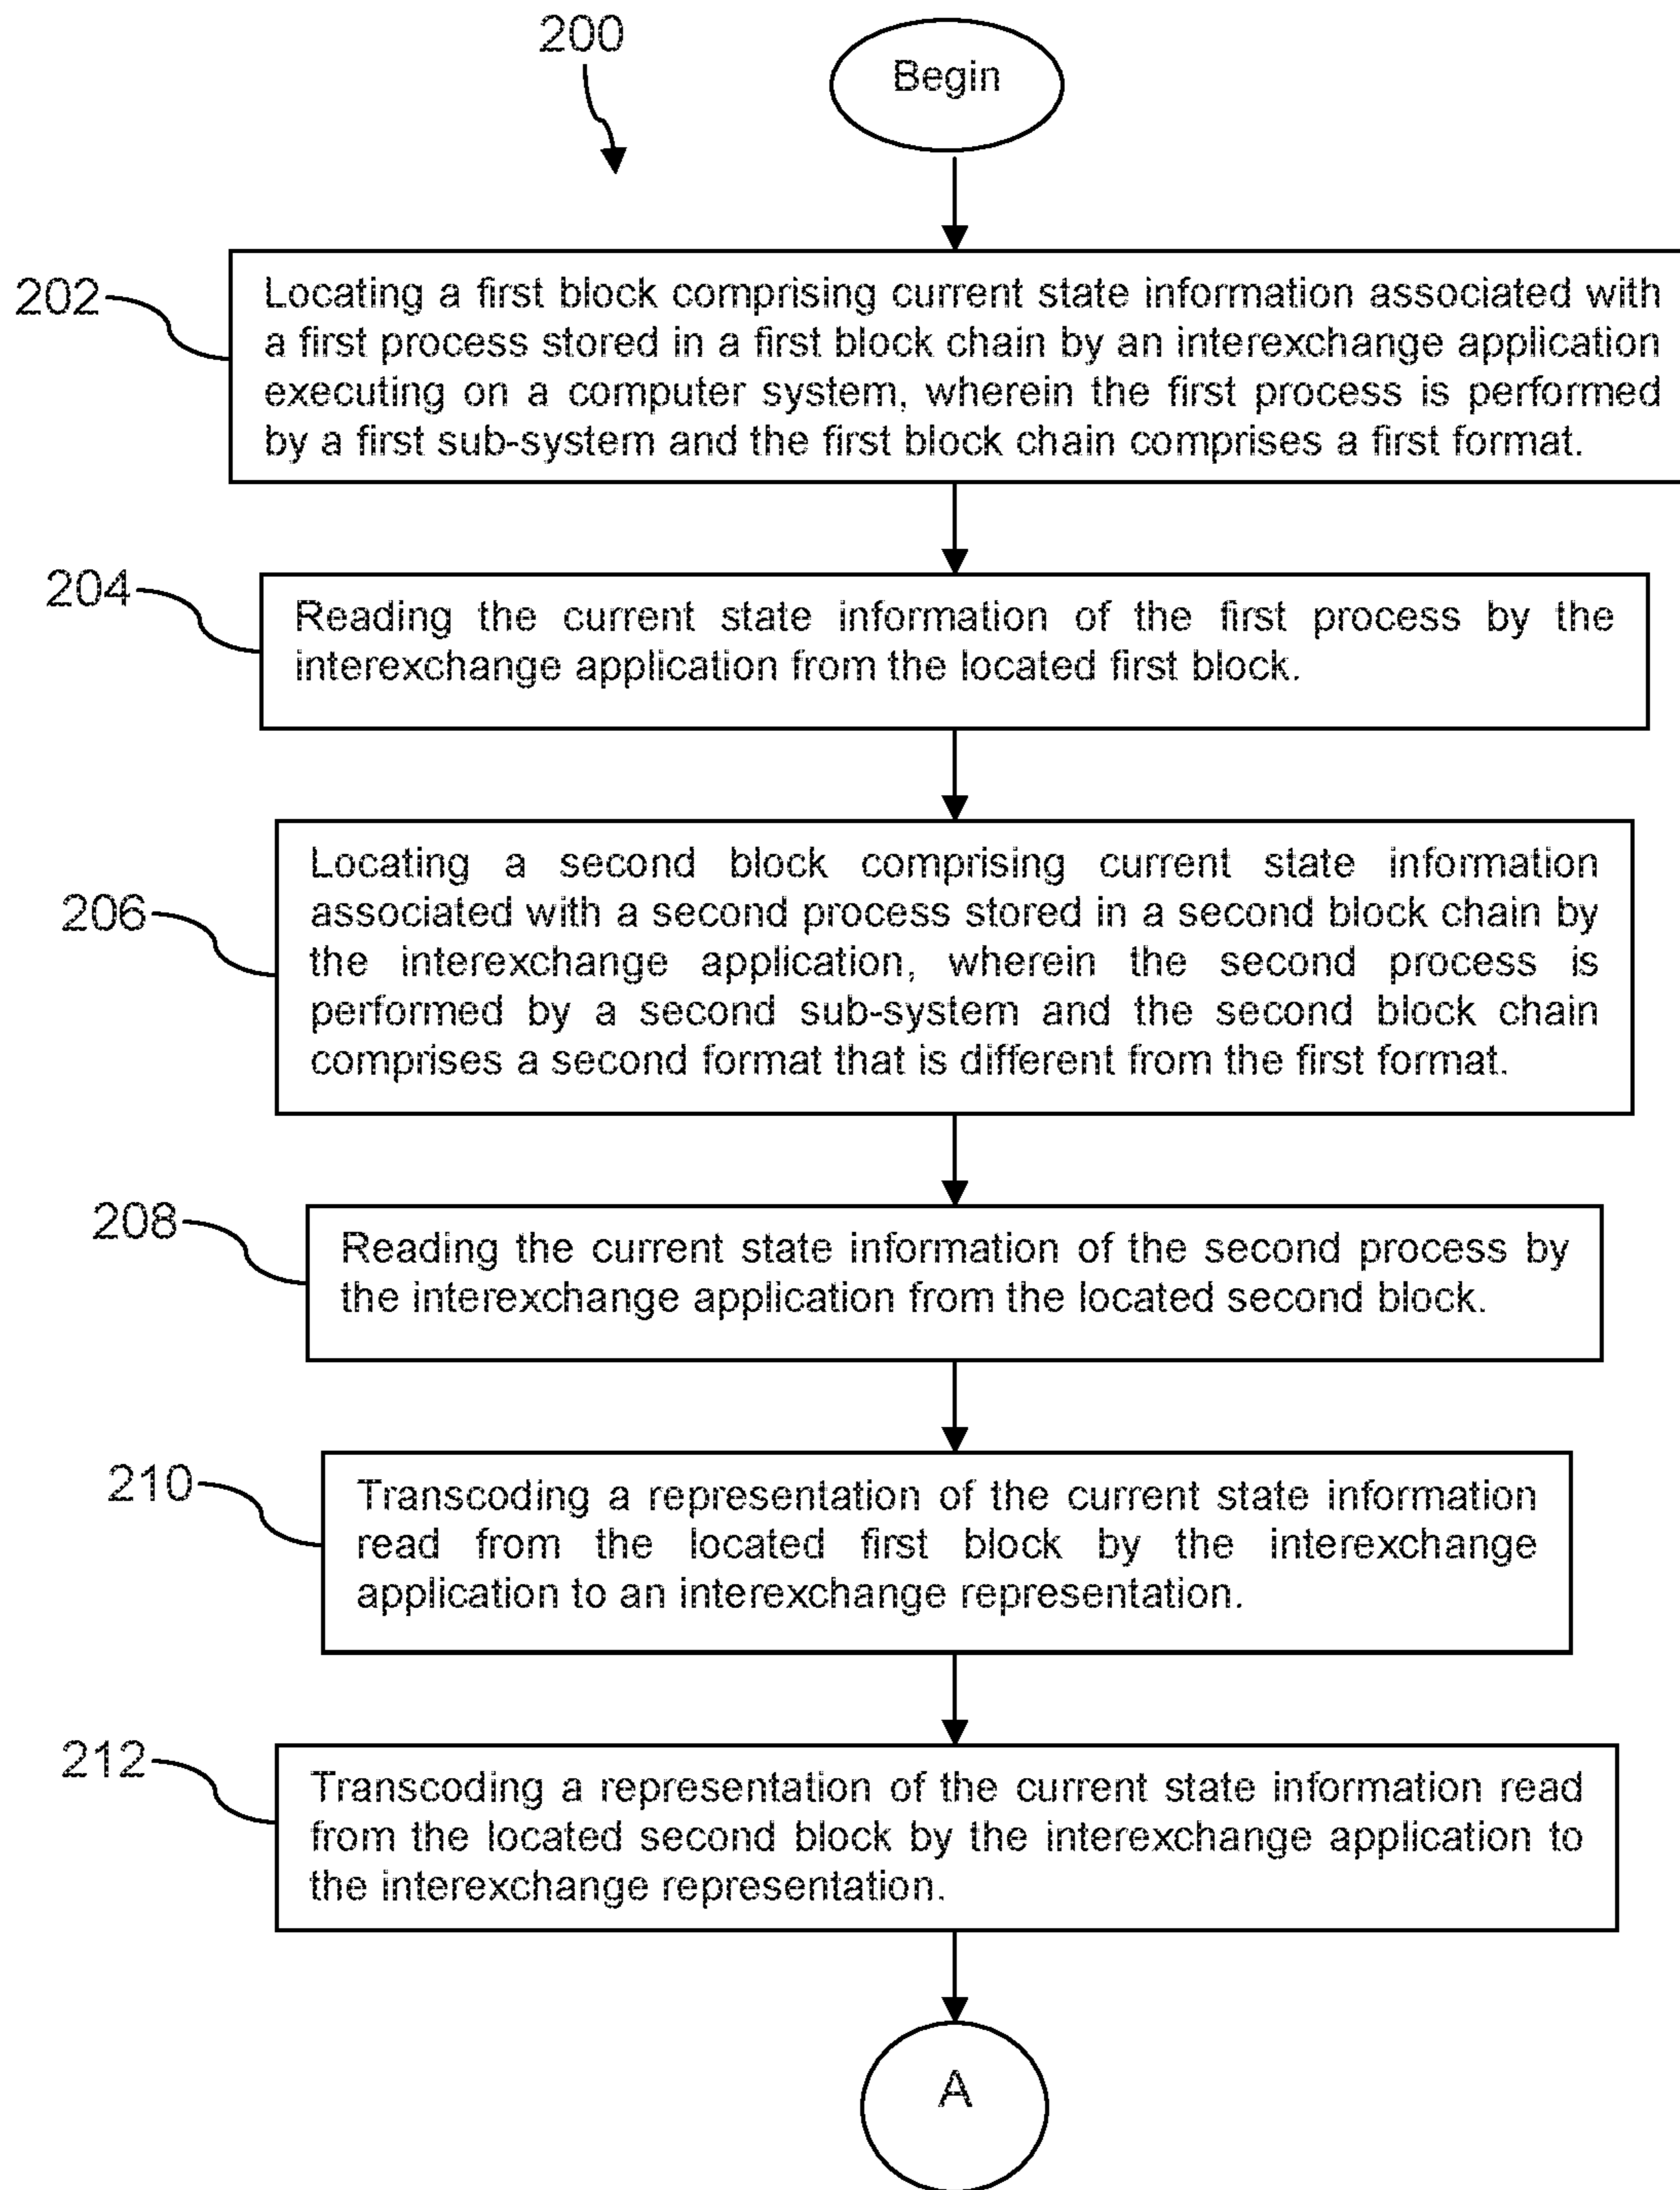 200
Begin
202
Locating a first block comprising current state information associated with
a first process stored in a first block chain by an interexchange application
executing on a computer system, wherein the first process is performed
by a first sub-system and the first block chain comprises a first format.
204
Reading the current state information of the first process by the
interexchange application from the located first block.
206
Locating a second block comprising current state information
associated with a second process stored in a second block chain by
the interexchange application, wherein the second process is
performed by a second sub-system and the second block chain
comprises a second format that is different from the first format.
208
Reading the current state information of the second process by
the interexchange application from the located second block.
210
Transcoding a representation of the current state information
read from the located first block by the interexchange
application to an interexchange representation.
212
Transcoding a representation of the current state information read
from the located second block by the interexchange application to
the interexchange representation.
A